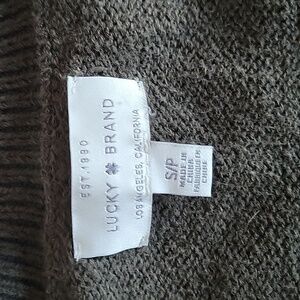 EST. 1990
LUCKY BRAND
LOS ANGELES, CALIFORNIA
S/P
MADE IN
CHINA
FABRIQUÉ EN
CHINE